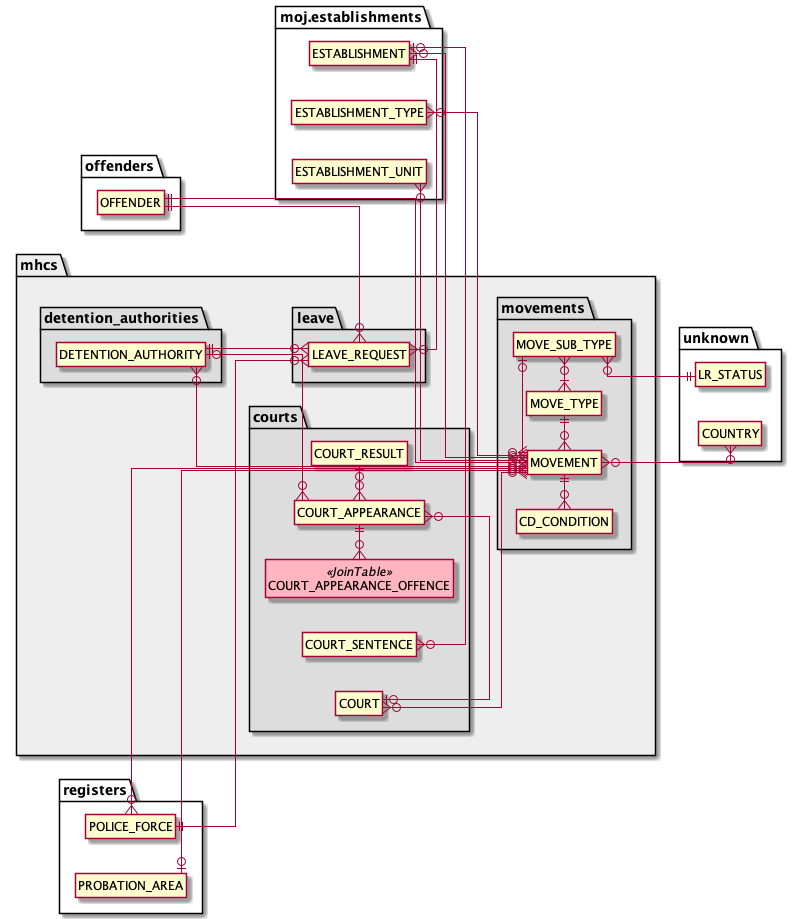 moj.establishments
ESTABLISHMENT
ESTABLISHMENT_TYPE
ESTABLISHMENT_UNIT
offenders
OFFENDER
mhcs
detention_authorities
DETENTION_AUTHORITY
leave
LEAVE_REQUEST
movements
MOVE_SUB_TYPE
MOVE_TYPE
MOVEMENT
CD_CONDITION
unknown
LR_STATUS
COUNTRY
courts
COURT_RESULT
COURT_APPEARANCE
«JoinTable»
COURT_APPEARANCE_OFFENCE
COURT_SENTENCE
COURT
registers
POLICE_FORCE
PROBATION_AREA